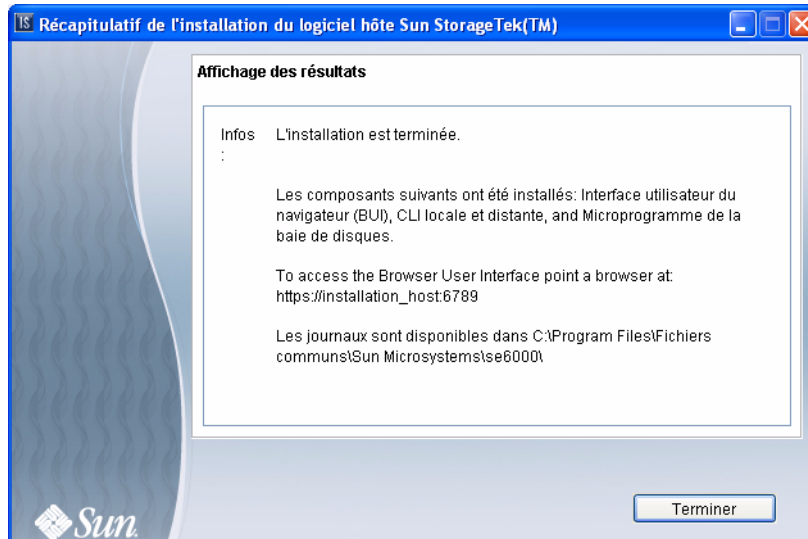 Récapitulatif de l'installation du logiciel hôte Sun StorageTek(TM)
Affichage des résultats
Infos L'installation est terminée.
:
Les composants suivants ont été installés: Interface utilisateur du
navigateur (BUI), CLI locale et distante, and Microprogramme de la
baie de disques.
To access the Browser User Interface point a browser at:
https://installation_host:6789
Les journaux sont disponibles dans C:\Program Files\Fichiers
communs\Sun Microsystems\se6000\
Terminer
Sun